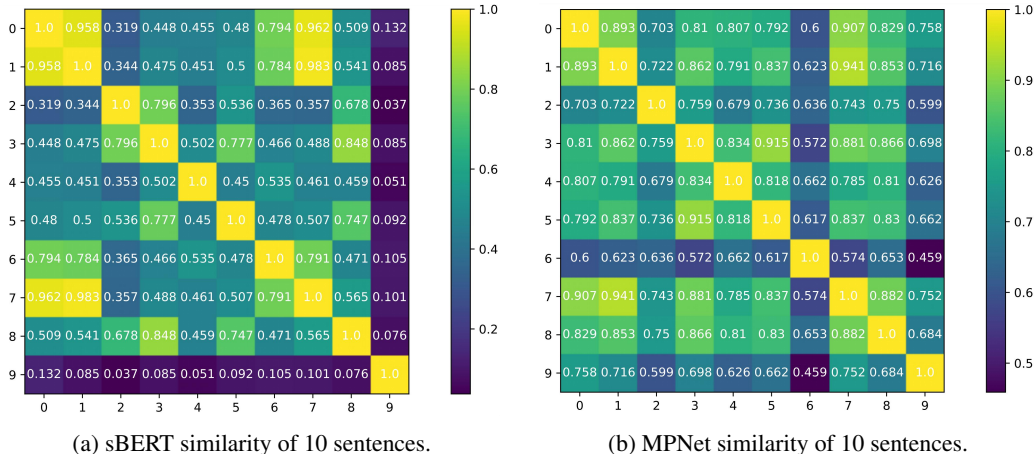 0 1.0 0.958 0.319 0.448 0.455 0.48 0.794 0.962 0.509 0.132
1 0.958 1.0 0.344 0.475 0.451 0.5 0.784 0.983 0.541 0.085
2 0.319 0.344 1.0 0.796 0.353 0.536 0.365 0.357 0.678 0.037
3 0.448 0.475 0.796 1.0 0.502 0.777 0.466 0.488 0.848 0.085
4 0.455 0.451 0.353 0.502 1.0 0.45 0.535 0.461 0.459 0.051
5 0.48 0.5 0.536 0.777 0.45 1.0 0.478 0.507 0.747 0.092
6 0.794 0.784 0.365 0.466 0.535 0.478 1.0 0.791 0.471 0.105
7 0.962 0.983 0.357 0.488 0.461 0.507 0.791 1.0 0.565 0.101
8 0.509 0.541 0.678 0.848 0.459 0.747 0.471 0.565 1.0 0.076
9 0.132 0.085 0.037 0.085 0.051 0.092 0.105 0.101 0.076 1.0
0 1 2 3 4 5 6 7 8 9
1.0
0.8
0.6
0.4
0.2
(a) sBERT similarity of 10 sentences.
0 1.0 0.893 0.703 0.81 0.807 0.792 0.6 0.907 0.829 0.758
1 0.893 1.0 0.722 0.862 0.791 0.837 0.623 0.941 0.853 0.716
2 0.703 0.722 1.0 0.759 0.679 0.736 0.636 0.743 0.75 0.599
3 0.81 0.862 0.759 1.0 0.834 0.915 0.572 0.881 0.866 0.698
4 0.807 0.791 0.679 0.834 1.0 0.818 0.662 0.785 0.81 0.626
5 0.792 0.837 0.736 0.915 0.818 1.0 0.617 0.837 0.83 0.662
6 0.6 0.623 0.636 0.572 0.662 0.617 1.0 0.574 0.653 0.459
7 0.907 0.941 0.743 0.881 0.785 0.837 0.574 1.0 0.882 0.752
8 0.829 0.853 0.75 0.866 0.81 0.83 0.653 0.882 1.0 0.684
9 0.758 0.716 0.599 0.698 0.626 0.662 0.459 0.752 0.684 1.0
0 1 2 3 4 5 6 7 8 9
1.0
0.9
0.8
0.7
0.6
0.5
(b) MPNet similarity of 10 sentences.